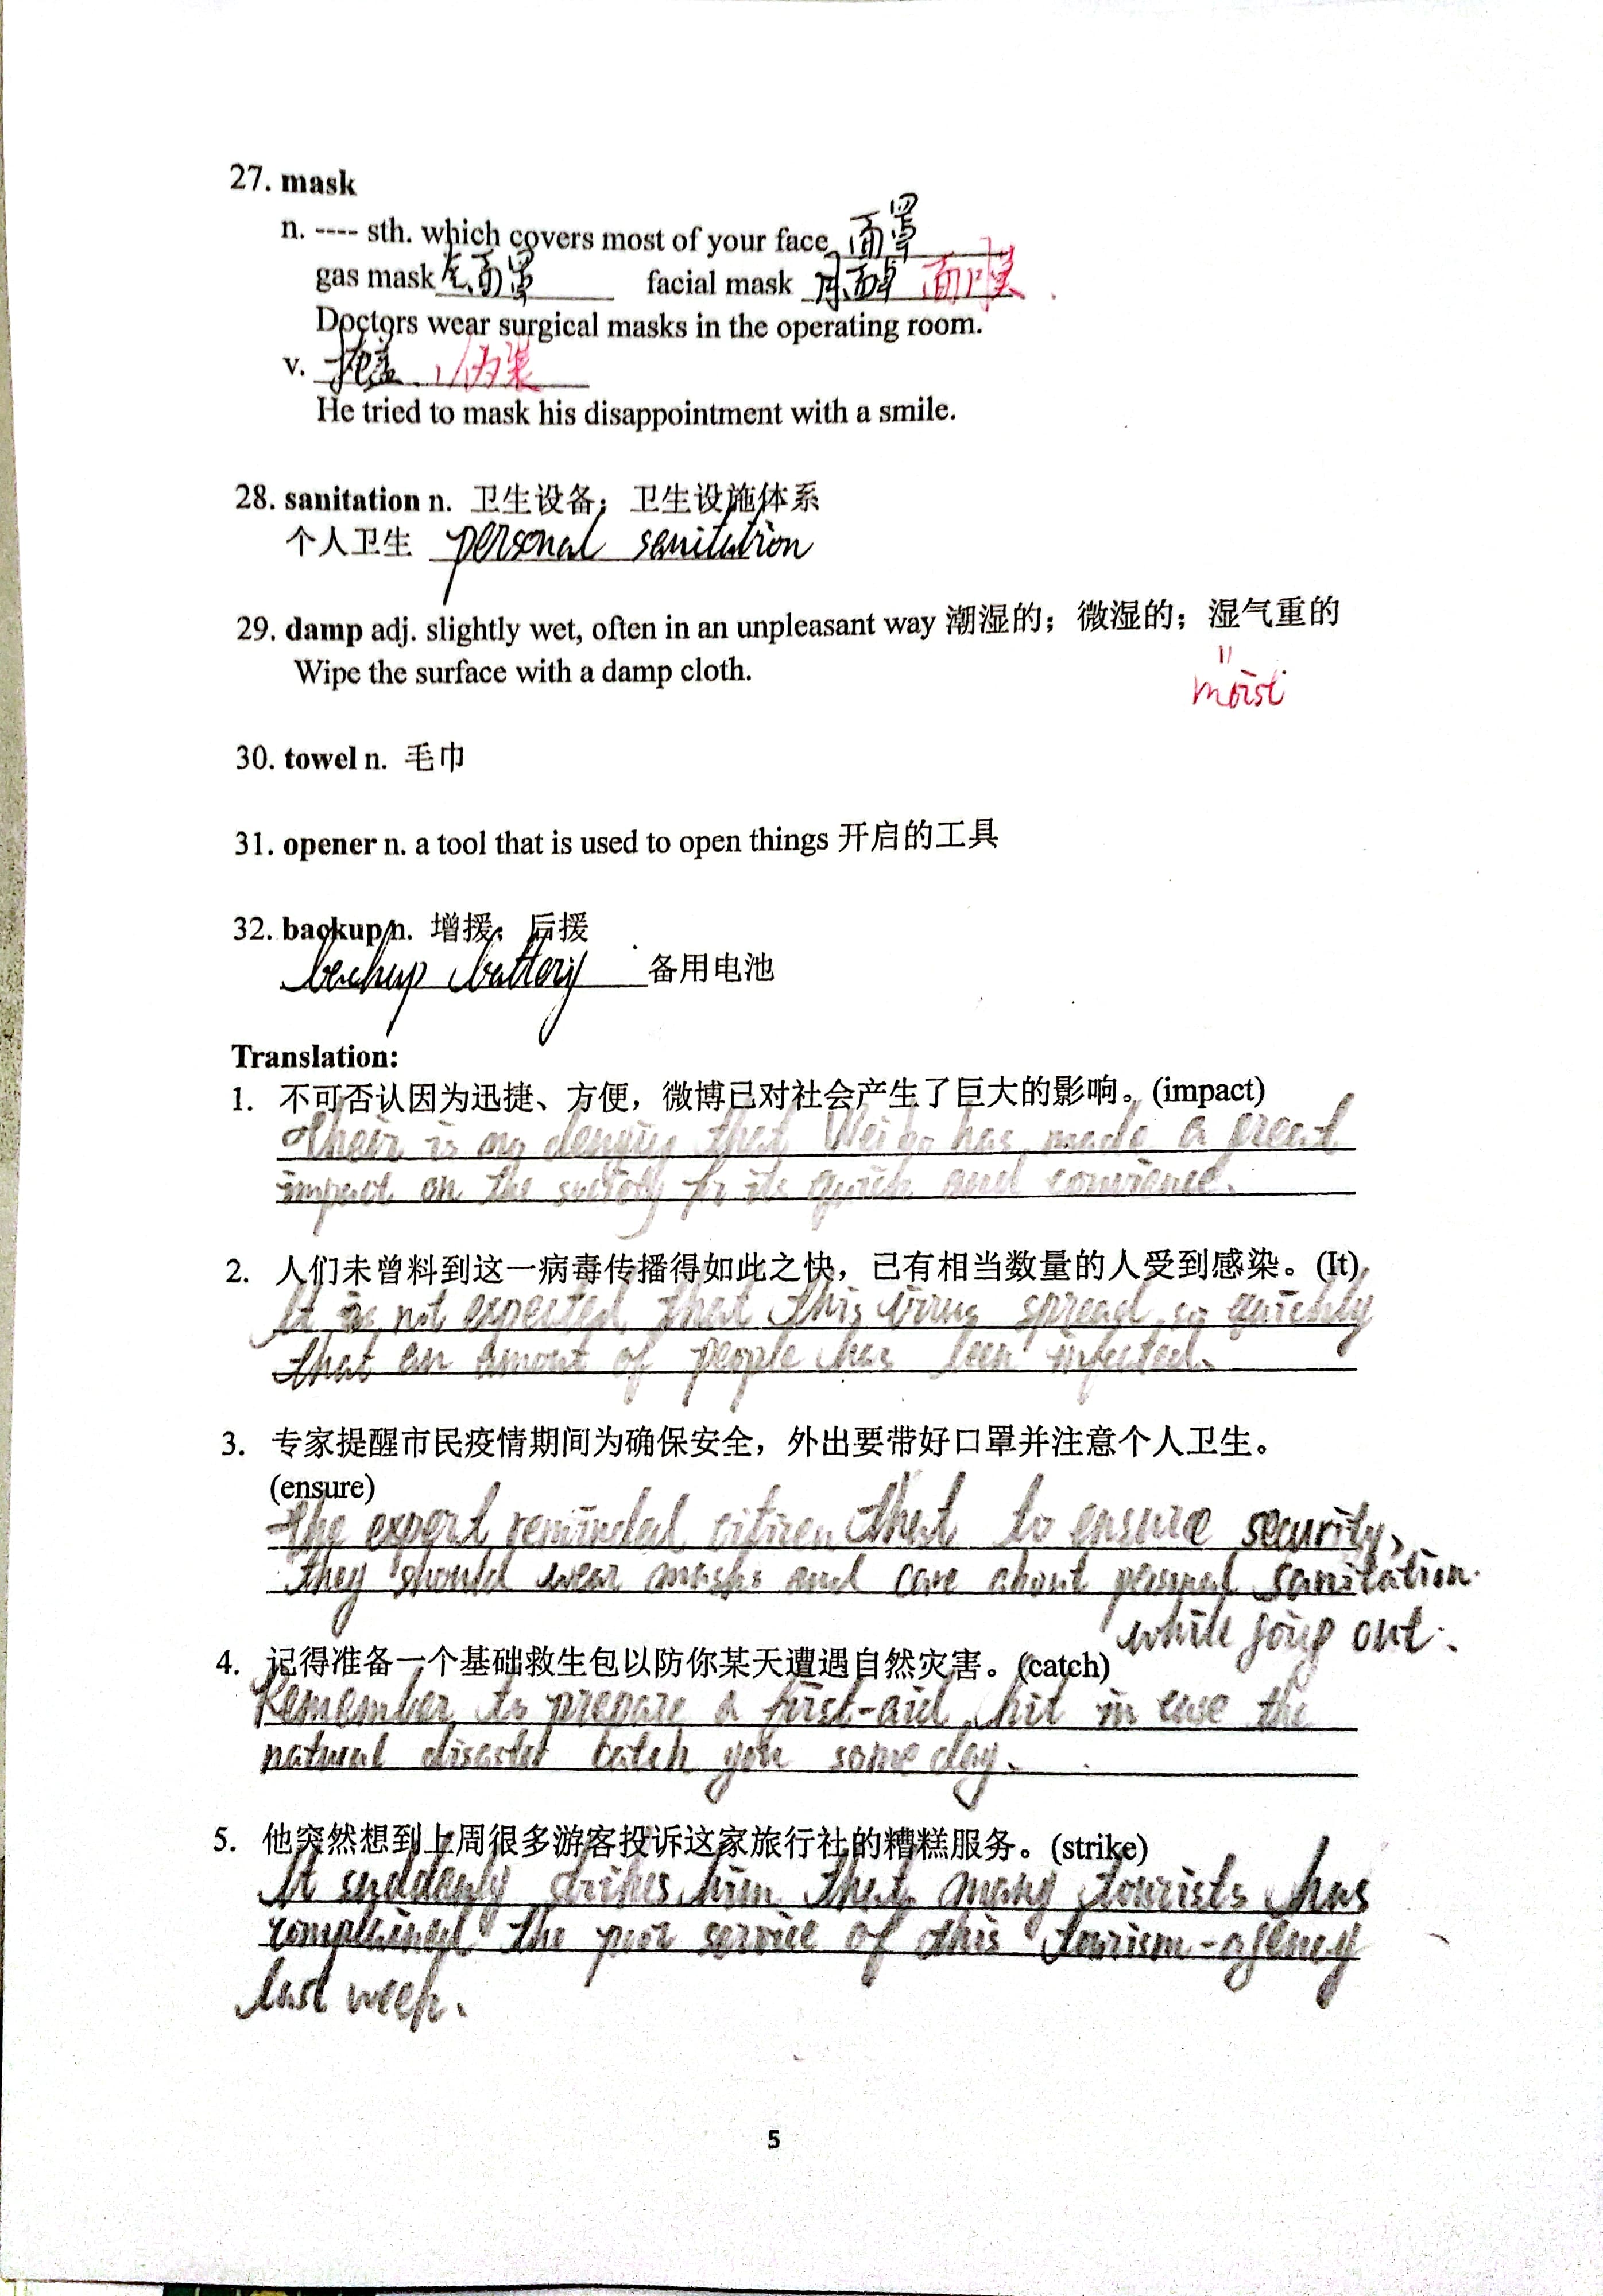 27. mask
n. ---- sth. which covers most of your face 面罩
gas mask 气面罩 facial mask 面膜
Doctors wear surgical masks in the operating room.
v. 掩盖 , 伪装
He tried to mask his disappointment with a smile.
28. sanitation n. 卫生设备；卫生设施体系
个人卫生 personal sanitation
29. damp adj. slightly wet, often in an unpleasant way 潮湿的；微湿的；湿气重的
Wipe the surface with a damp cloth.
moist
30. towel n. 毛巾
31. opener n. a tool that is used to open things 开启的工具
32. backup n. 增援；后援
backup battery 备用电池
Translation:
1. 不可否认因为迅捷、方便，微博已对社会产生了巨大的影响。(impact)
Their is no denying that Weibo has made a great
impact on the society for its quick and
2. 人们未曾料到这一病毒传播得如此之快，已有相当数量的人受到感染。(It)
It is not expected that this virus spread so quickly
that an amout of people has been infected.
3. 专家提醒市民疫情期间为确保安全，外出要带好口罩并注意个人卫生。
(ensure)
The expert reminded citizen that to ensure security,
they should wear masks and care about personal sanitation
while going out.
4. 记得准备一个基础救生包以防你某天遭遇自然灾害。(catch)
Remember to prepare a first-aid kit in case the
natural disaster catch you some day.
5. 他突然想到上周很多游客投诉这家旅行社的糟糕服务。(strike)
It suddenly strikes him that many tourists has
complained the poor service of this tourism-agency
last week.
5